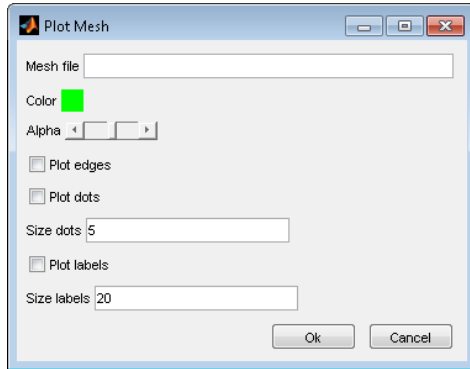 Plot Mesh
Mesh file
Color
Alpha
Plot edges
Plot dots
Size dots 5
Plot labels
Size labels 20
Ok Cancel